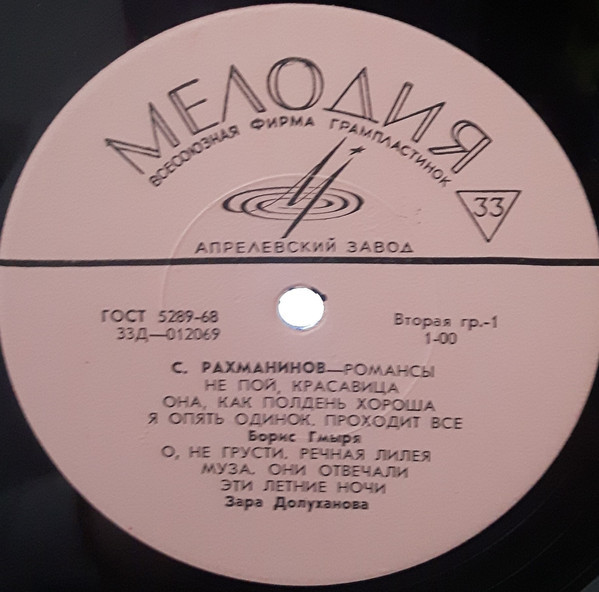 МЕЛОДИЯ
ВСЕСОЮЗНАЯ ФИРМА ГРАМПЛАСТИНОК
33
АПРЕЛЕВСКИЙ ЗАВОД
ГОСТ 5289-68
33Д—012069
Вторая гр.-1
1-00
С. РАХМАНИНОВ—РОМАНСЫ
НЕ ПОЙ, КРАСАВИЦА
ОНА, КАК ПОЛДЕНЬ ХОРОША
Я ОПЯТЬ ОДИНОК. ПРОХОДИТ ВСЕ
Борис Гмыря
О, НЕ ГРУСТИ. РЕЧНАЯ ЛИЛЕЯ
МУЗА. ОНИ ОТВЕЧАЛИ
ЭТИ ЛЕТНИЕ НОЧИ
Зара Долуханова